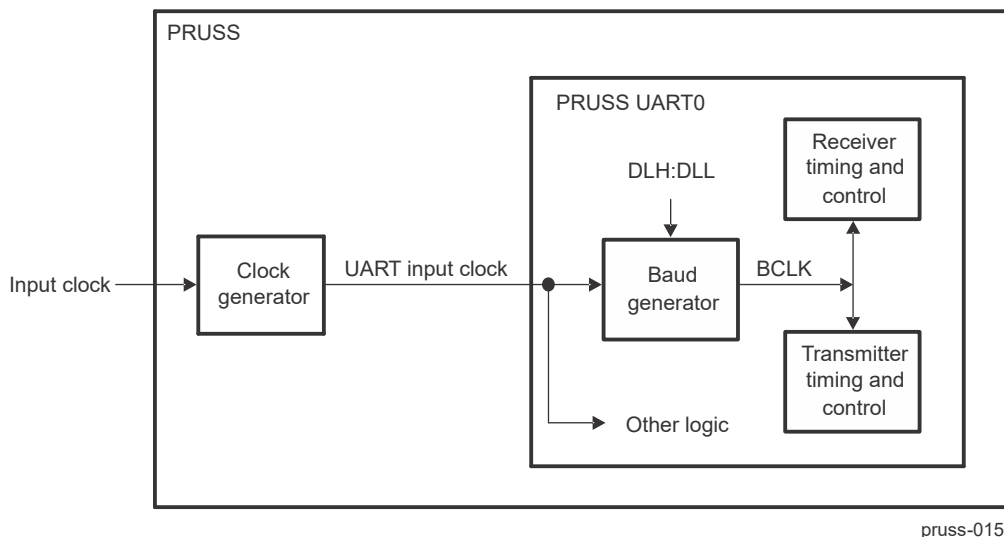 PRUSS
PRUSS UART0
Receiver
timing and
control
DLH:DLL
Input clock
Clock
generator
UART input clock
Baud
generator
BCLK
Transmitter
timing and
control
Other logic
pruss-015